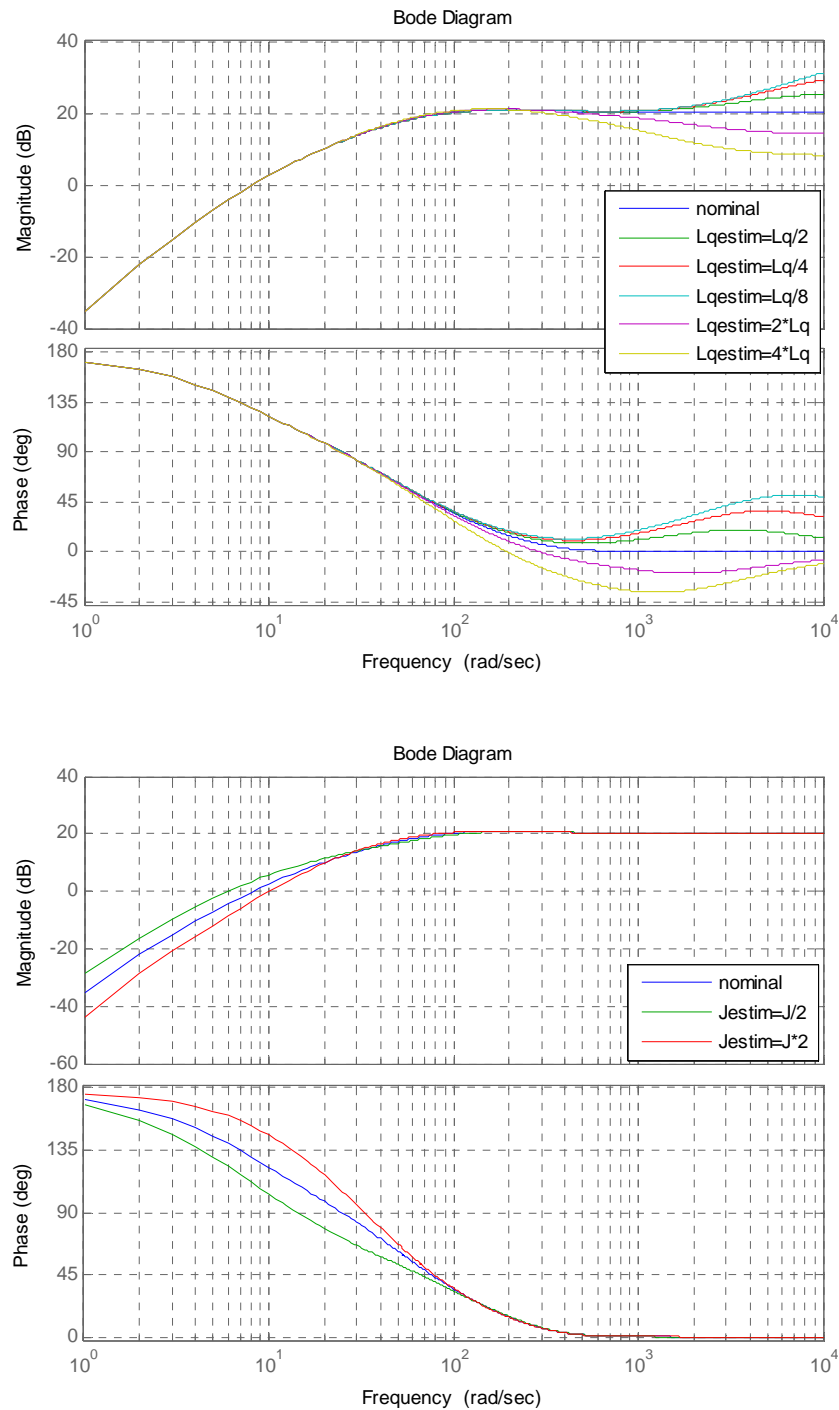 Bode Diagram
Magnitude (dB)
40
20
0
-20
-40
nominal
Lqestim=Lq/2
Lqestim=Lq/4
Lqestim=Lq/8
Lqestim=2*Lq
Lqestim=4*Lq
Phase (deg)
180
135
90
45
0
-45
10^0 10^1 10^2 10^3 10^4
Frequency (rad/sec)
Bode Diagram
Magnitude (dB)
40
20
0
-20
-40
-60
nominal
Jestim=J/2
Jestim=J*2
Phase (deg)
180
135
90
45
0
10^0 10^1 10^2 10^3 10^4
Frequency (rad/sec)